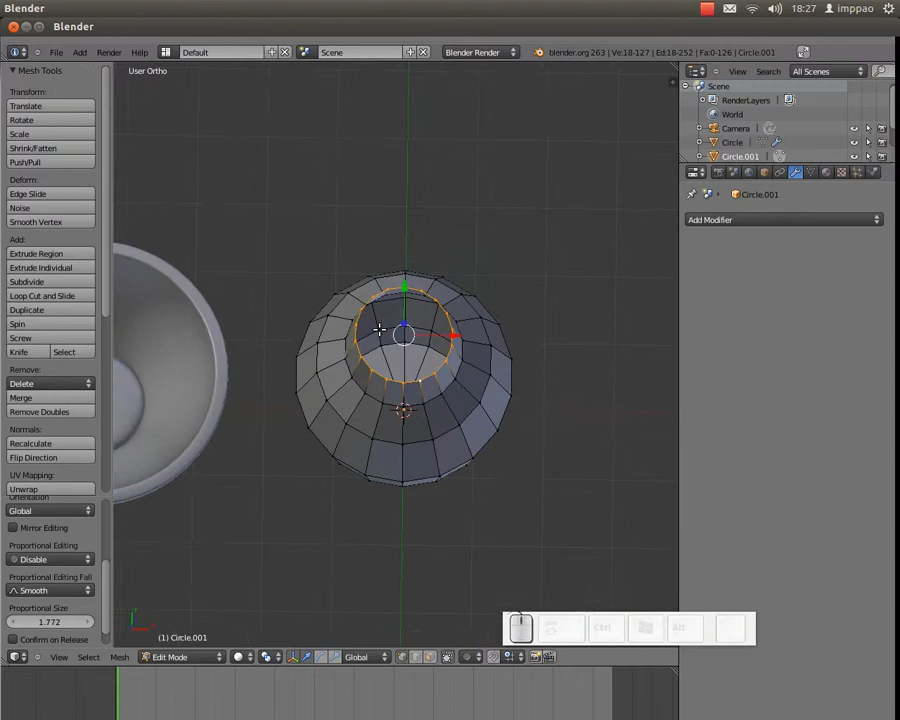 Blender 18:27 imppao
Blender
File Add Render Help Default Scene Blender Render blender.org 263 | Ve:18-127 | Ed:18-252 | Fa:0-126 | Circle.001
Mesh Tools
Transform:
Translate
Rotate
Scale
Shrink/Fatten
Push/Pull
Deform:
Edge Slide
Noise
Smooth Vertex
Add:
Extrude Region
Extrude Individual
Subdivide
Loop Cut and Slide
Duplicate
Spin
Screw
Knife Select
Remove:
Delete
Merge
Remove Doubles
Normals:
Recalculate
Flip Direction
UV Mapping:
Unwrap
Orientation
Global
Mirror Editing
Proportional Editing
Disable
Proportional Editing Fall
Smooth
Proportional Size
1.772
Confirm on Release
User Ortho
(1) Circle.001
View Select Mesh Edit Mode Global
Ctrl Alt
View Search All Scenes
Scene
RenderLayers
World
Camera
Circle
Circle.001
Circle.001
Add Modifier